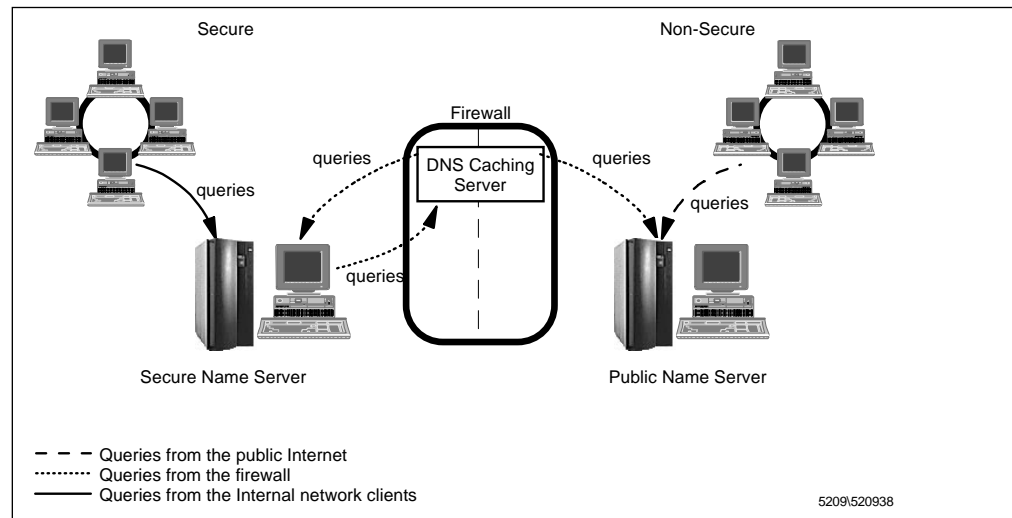 Secure
Non-Secure
Firewall
DNS Caching
Server
queries
queries
queries
queries
queries
Secure Name Server
Public Name Server
Queries from the public Internet
Queries from the firewall
Queries from the Internal network clients
5209\520938